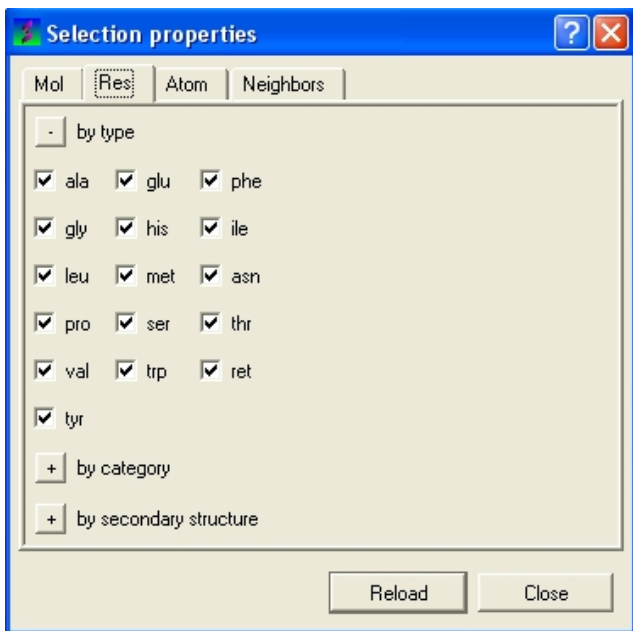 Selection properties
?
Mol Res Atom Neighbors
- by type
ala glu phe
gly his ile
leu met asn
pro ser thr
val trp ret
tyr
+ by category
+ by secondary structure
Reload Close